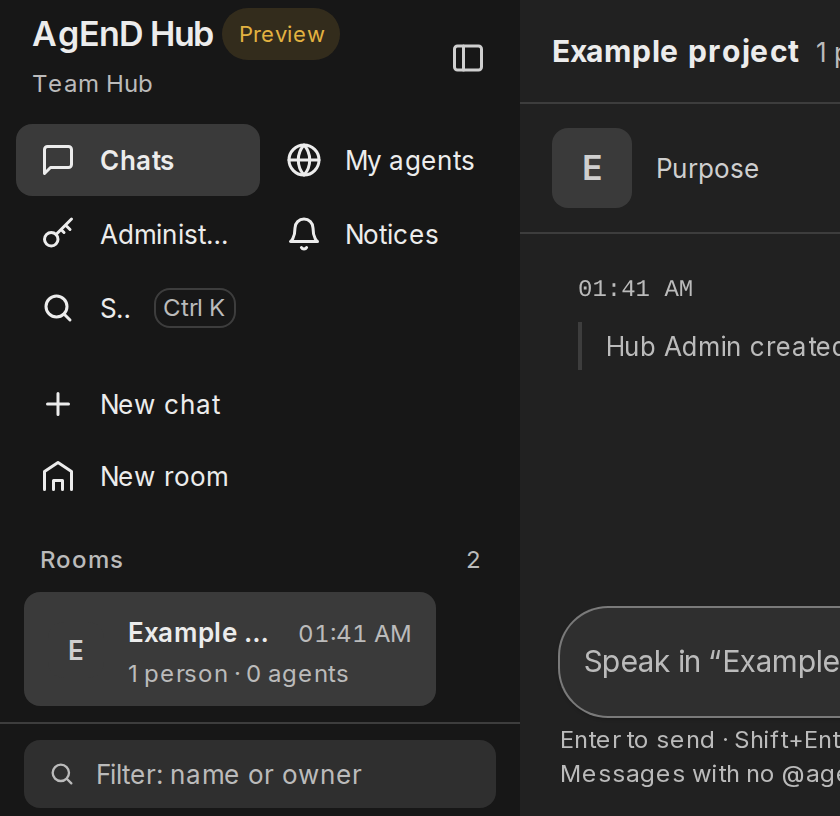 AgEnD Hub Preview
Team Hub
Chats
My agents
Administ...
Notices
S.. Ctrl K
New chat
New room
Rooms 2
E Example ... 01:41 AM
1 person · 0 agents
Filter: name or owner
Example project 1 p
E Purpose
01:41 AM
Hub Admin created
Speak in “Example
Enter to send · Shift+Ent
Messages with no @age